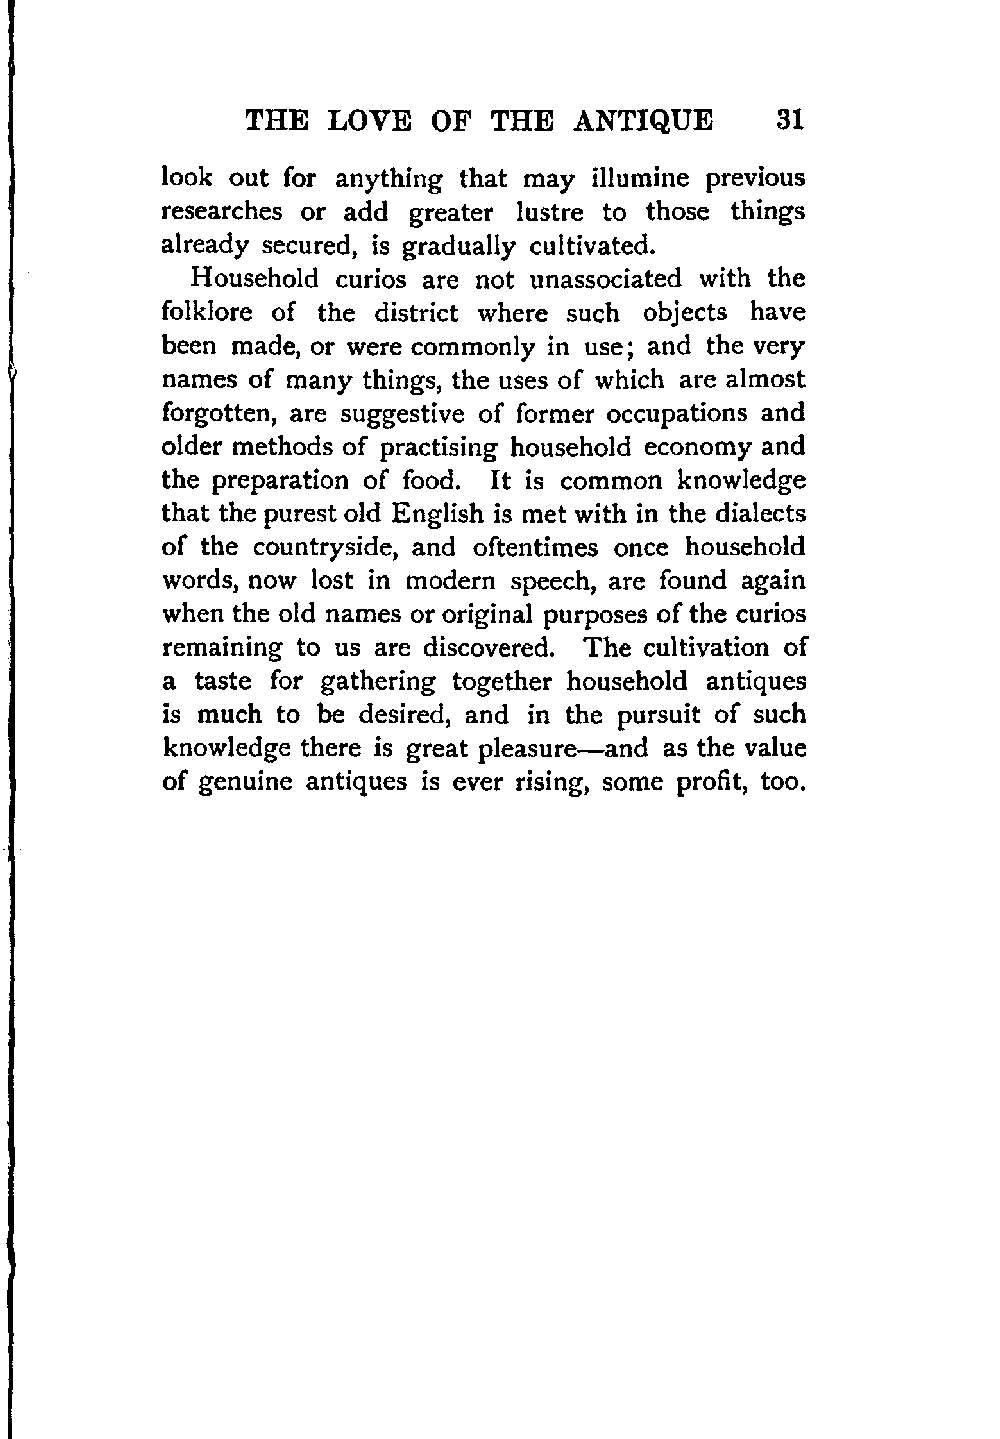 THE LOVE OF THE ANTIQUE 31
look out for anything that may illumine previous
researches or add greater lustre to those things
already secured, is gradually cultivated.
Household curios are not unassociated with the
folklore of the district where such objects have
been made, or were commonly in use; and the very
names of many things, the uses of which are almost
forgotten, are suggestive of former occupations and
older methods of practising household economy and
the preparation of food. It is common knowledge
that the purest old English is met with in the dialects
of the countryside, and oftentimes once household
words, now lost in modern speech, are found again
when the old names or original purposes of the curios
remaining to us are discovered. The cultivation of
a taste for gathering together household antiques
is much to be desired, and in the pursuit of such
knowledge there is great pleasure—and as the value
of genuine antiques is ever rising, some profit, too.